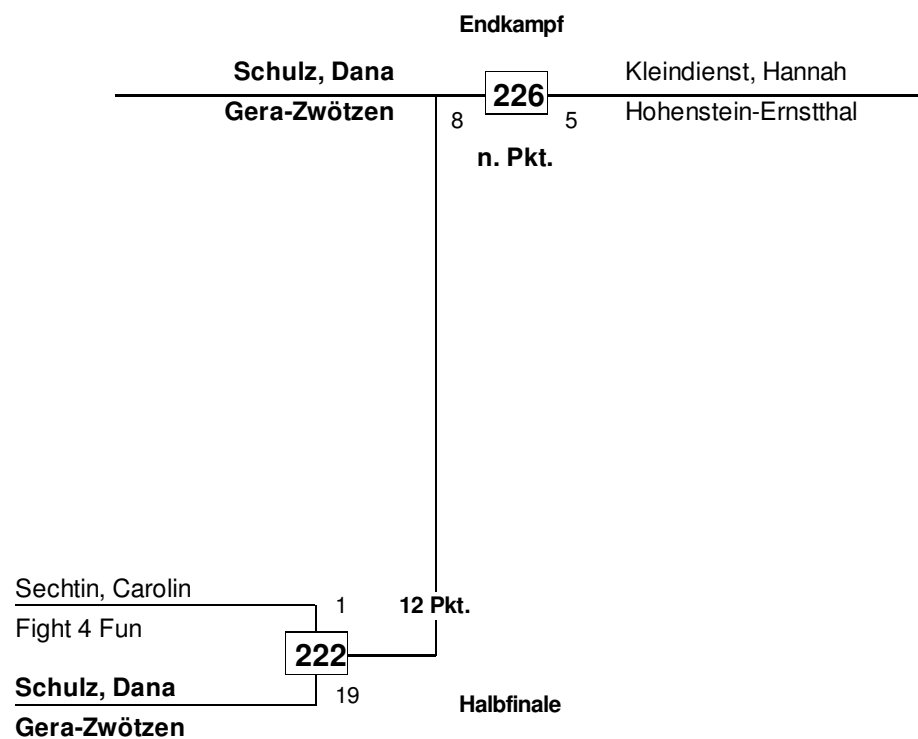 Endkampf
Schulz, Dana
Kleindienst, Hannah
226
Gera-Zwötzen
8
5
Hohenstein-Ernstthal
n. Pkt.
Sechtin, Carolin
1
12 Pkt.
Fight 4 Fun
222
Schulz, Dana
19
Halbfinale
Gera-Zwötzen